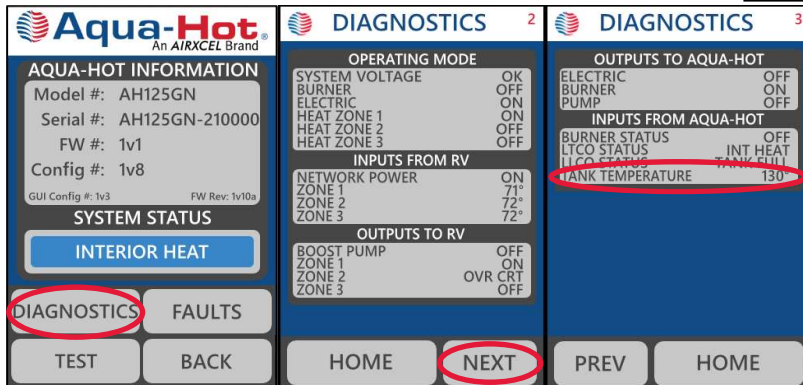 Aqua-Hot®
An AIRXCEL Brand
AQUA-HOT INFORMATION
Model #: AH125GN
Serial #: AH125GN-210000
FW #: 1v1
Config #: 1v8
GUI Config #: 1v3 FW Rev: 1v10a
SYSTEM STATUS
INTERIOR HEAT
DIAGNOSTICS FAULTS
TEST BACK
DIAGNOSTICS 2
OPERATING MODE
SYSTEM VOLTAGE OK
BURNER OFF
ELECTRIC ON
HEAT ZONE 1 ON
HEAT ZONE 2 OFF
HEAT ZONE 3 OFF
INPUTS FROM RV
NETWORK POWER ON
ZONE 1 71°
ZONE 2 72°
ZONE 3 72°
OUTPUTS TO RV
BOOST PUMP OFF
ZONE 1 ON
ZONE 2 OVR CRT
ZONE 3 OFF
HOME NEXT
DIAGNOSTICS 3
OUTPUTS TO AQUA-HOT
ELECTRIC OFF
BURNER ON
PUMP OFF
INPUTS FROM AQUA-HOT
BURNER STATUS OFF
LTCO STATUS INT HEAT
LLCO STATUS TANK FULL
TANK TEMPERATURE 130°
PREV HOME